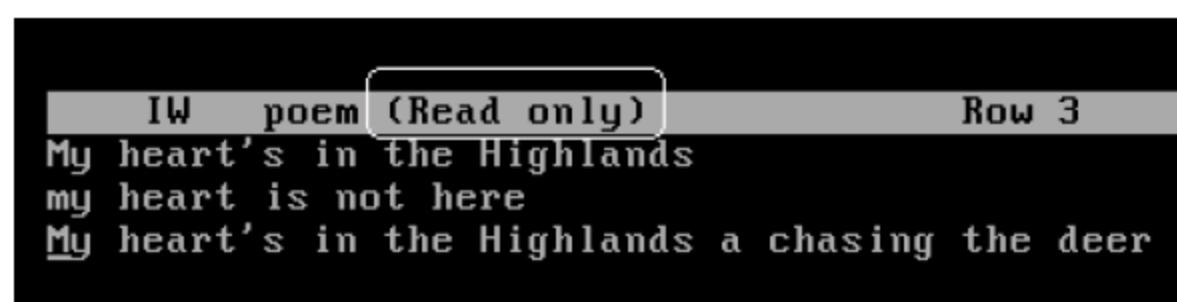 IW poem (Read only) Row 3
My heart's in the Highlands
my heart is not here
My heart's in the Highlands a chasing the deer